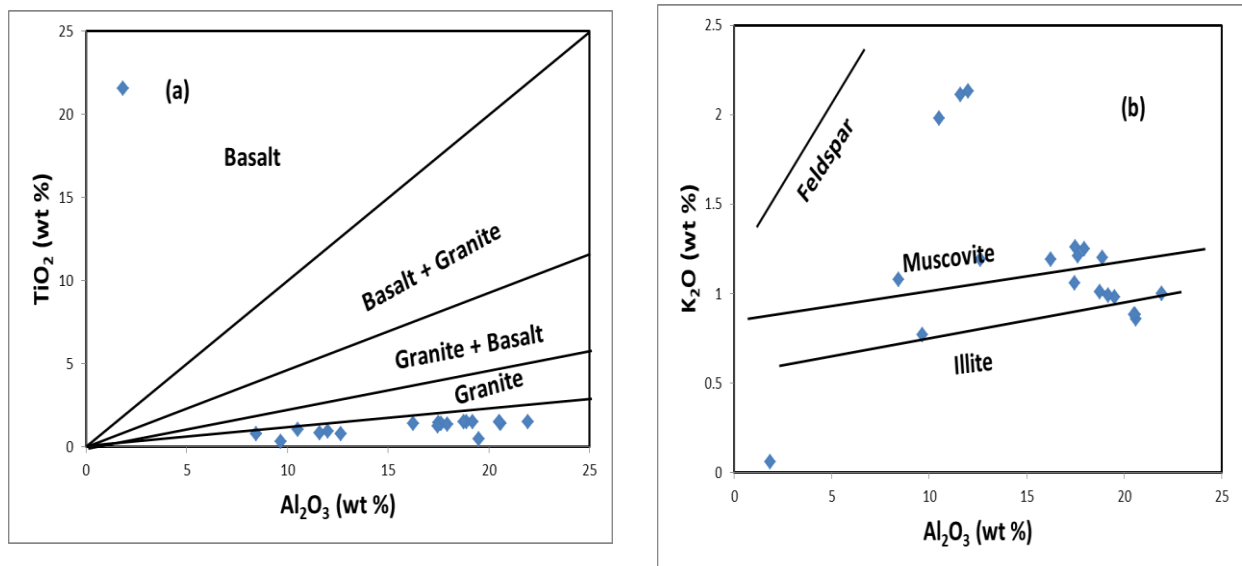 25
20
15
10
5
0
TiO₂ (wt %)
(a)
Basalt
Basalt + Granite
Granite + Basalt
Granite
0 5 10 15 20 25
Al₂O₃ (wt %)
2.5
2
1.5
1
0.5
0
K₂O (wt %)
(b)
Feldspar
Muscovite
Illite
0 5 10 15 20 25
Al₂O₃ (wt %)